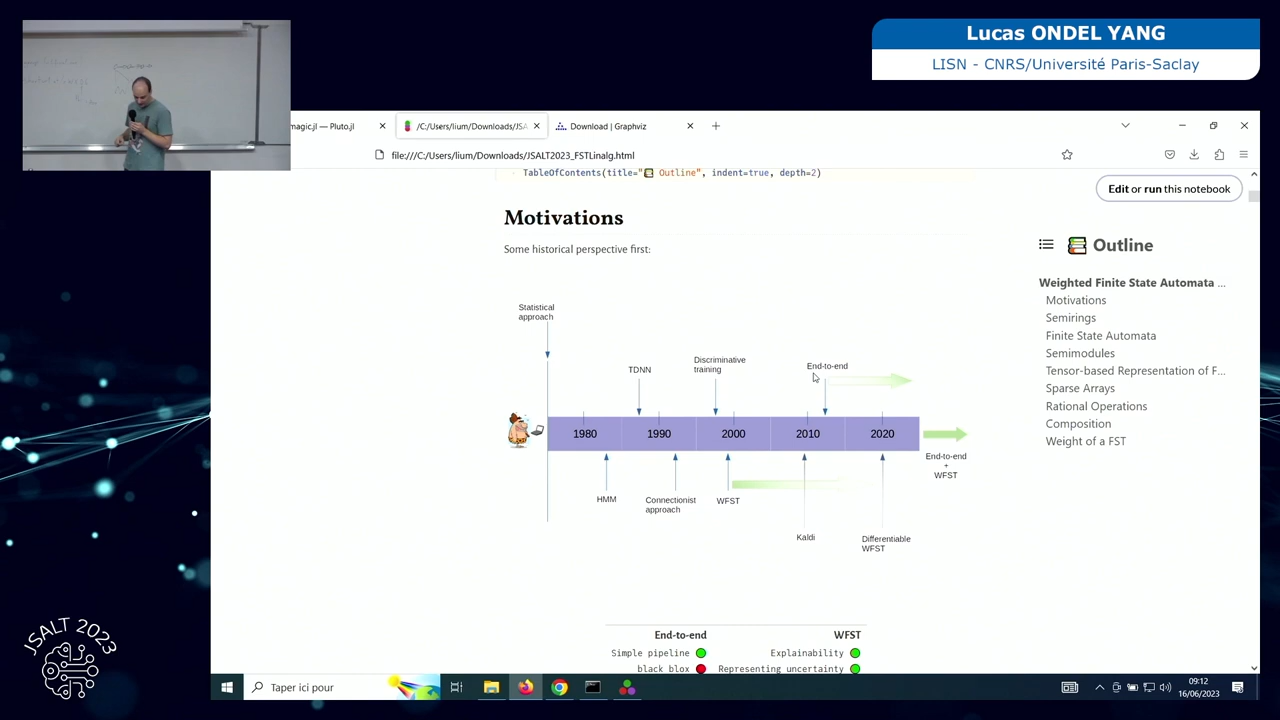 Lucas ONDEL YANG
LISN - CNRS/Université Paris-Saclay
magic.jl — Pluto.jl
/C:/Users/lium/Downloads/JSA
Download | Graphviz
file:///C:/Users/lium/Downloads/JSALT2023_FSTLinalg.html
TableOfContents(title="📚 Outline", indent=true, depth=2)
Edit or run this notebook
Motivations
Some historical perspective first:
Outline
Weighted Finite State Automata ...
Motivations
Semirings
Finite State Automata
Semimodules
Tensor-based Representation of F...
Sparse Arrays
Rational Operations
Composition
Weight of a FST
Statistical
approach
TDNN
Discriminative
training
End-to-end
1980
1990
2000
2010
2020
End-to-end
+
WFST
HMM
Connectionist
approach
WFST
Kaldi
Differentiable
WFST
End-to-end
WFST
Simple pipeline
Explainability
black blox
Representing uncertainty
JSALT 2023
Taper ici pour
09:12
16/06/2023